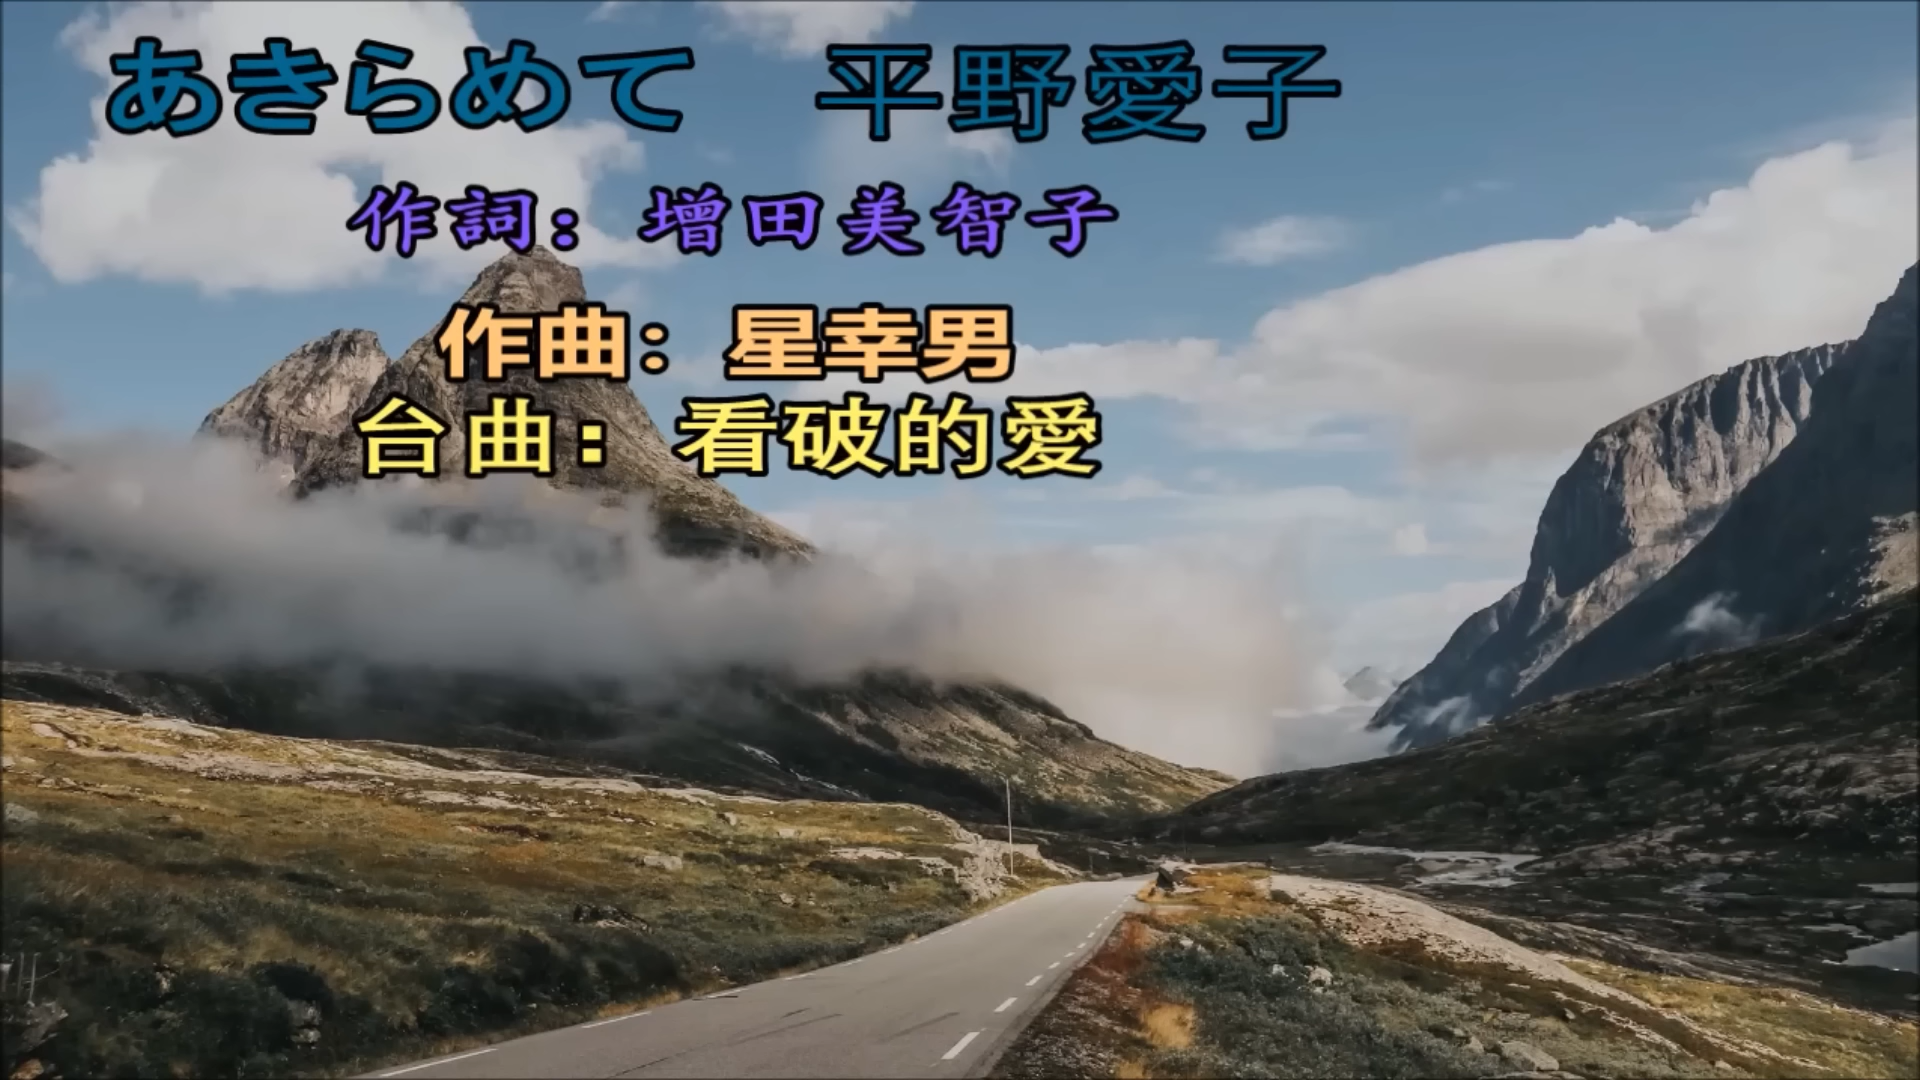 あきらめて　平野愛子
作詞：增田美智子
作曲：星幸男
台曲：看破的愛